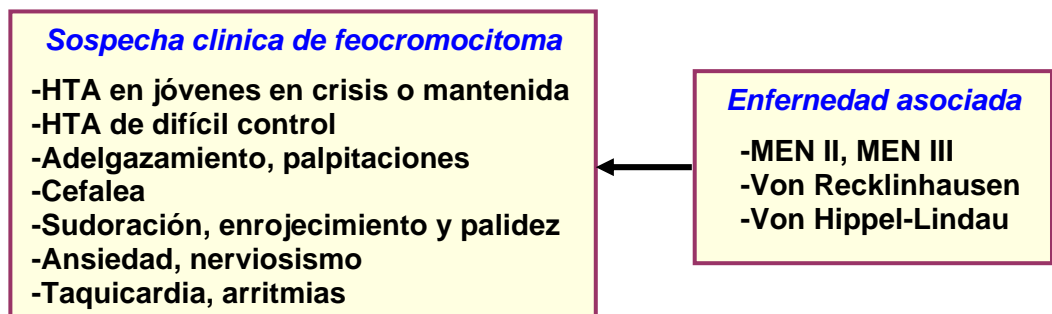 Sospecha clinica de feocromocitoma
-HTA en jóvenes en crisis o mantenida
-HTA de difícil control
-Adelgazamiento, palpitaciones
-Cefalea
-Sudoración, enrojecimiento y palidez
-Ansiedad, nerviosismo
-Taquicardia, arritmias
Enfernedad asociada
-MEN II, MEN III
-Von Recklinhausen
-Von Hippel-Lindau